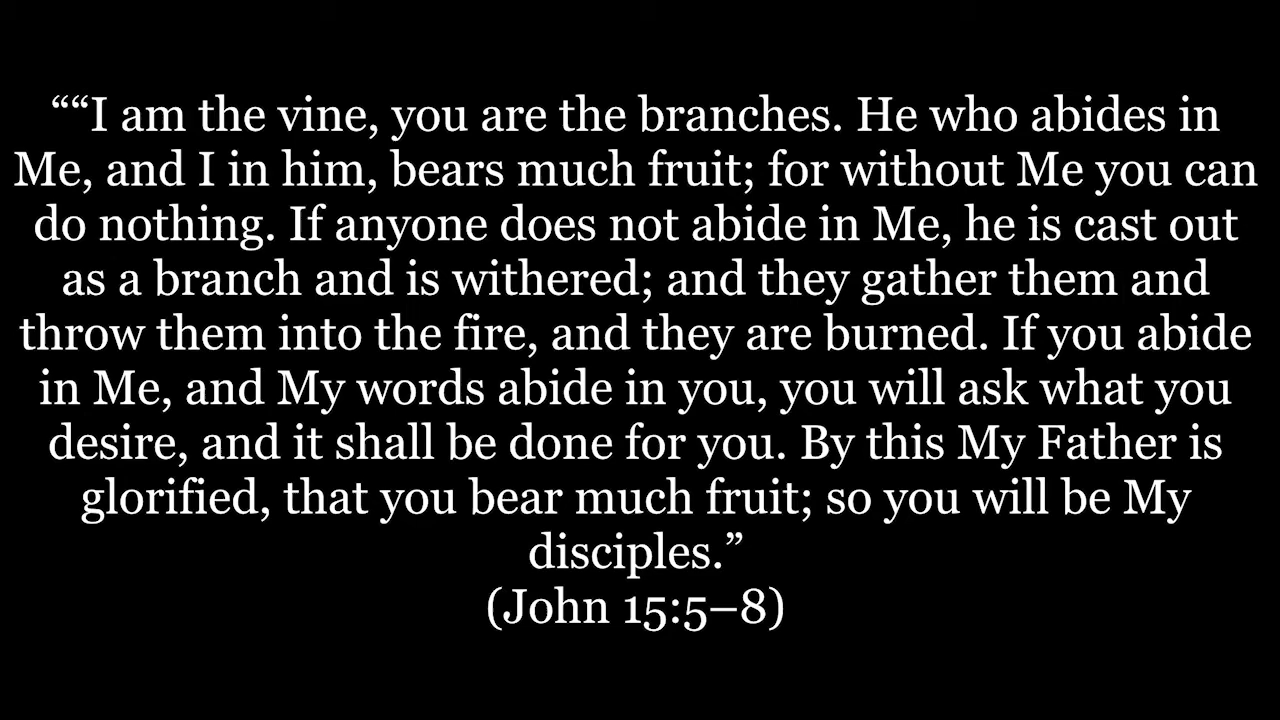 ““I am the vine, you are the branches. He who abides in
Me, and I in him, bears much fruit; for without Me you can
do nothing. If anyone does not abide in Me, he is cast out
as a branch and is withered; and they gather them and
throw them into the fire, and they are burned. If you abide
in Me, and My words abide in you, you will ask what you
desire, and it shall be done for you. By this My Father is
glorified, that you bear much fruit; so you will be My
disciples.”
(John 15:5–8)